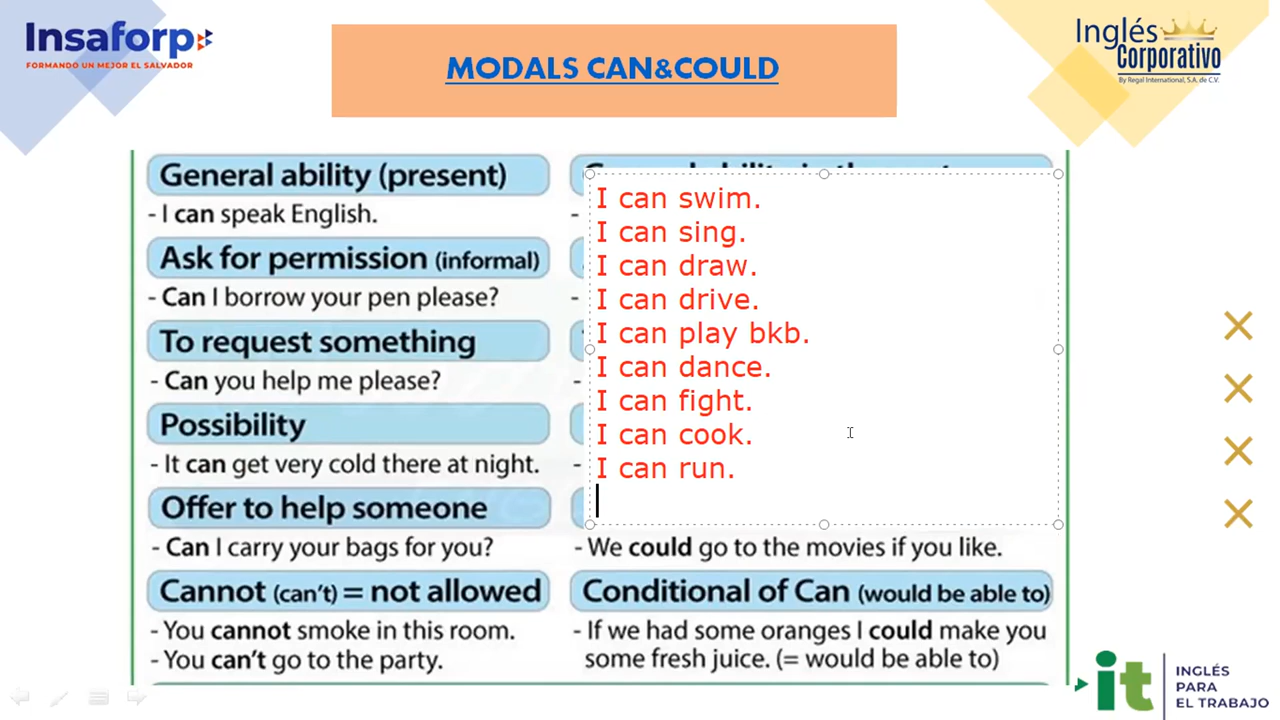 Insaforp
FORMANDO UN MEJOR EL SALVADOR
MODALS CAN&COULD
Inglés
Corporativo
By Regal International, S.A. de C.V.
General ability (present)
- I can speak English.
Ask for permission (informal)
- Can I borrow your pen please?
To request something
- Can you help me please?
Possibility
- It can get very cold there at night.
Offer to help someone
- Can I carry your bags for you?
Cannot (can't) = not allowed
- You cannot smoke in this room.
- You can't go to the party.
I can swim.
I can sing.
I can draw.
I can drive.
I can play bkb.
I can dance.
I can fight.
I can cook.
I can run.
- We could go to the movies if you like.
Conditional of Can (would be able to)
- If we had some oranges I could make you
some fresh juice. (= would be able to)
it
INGLÉS
PARA
EL TRABAJO